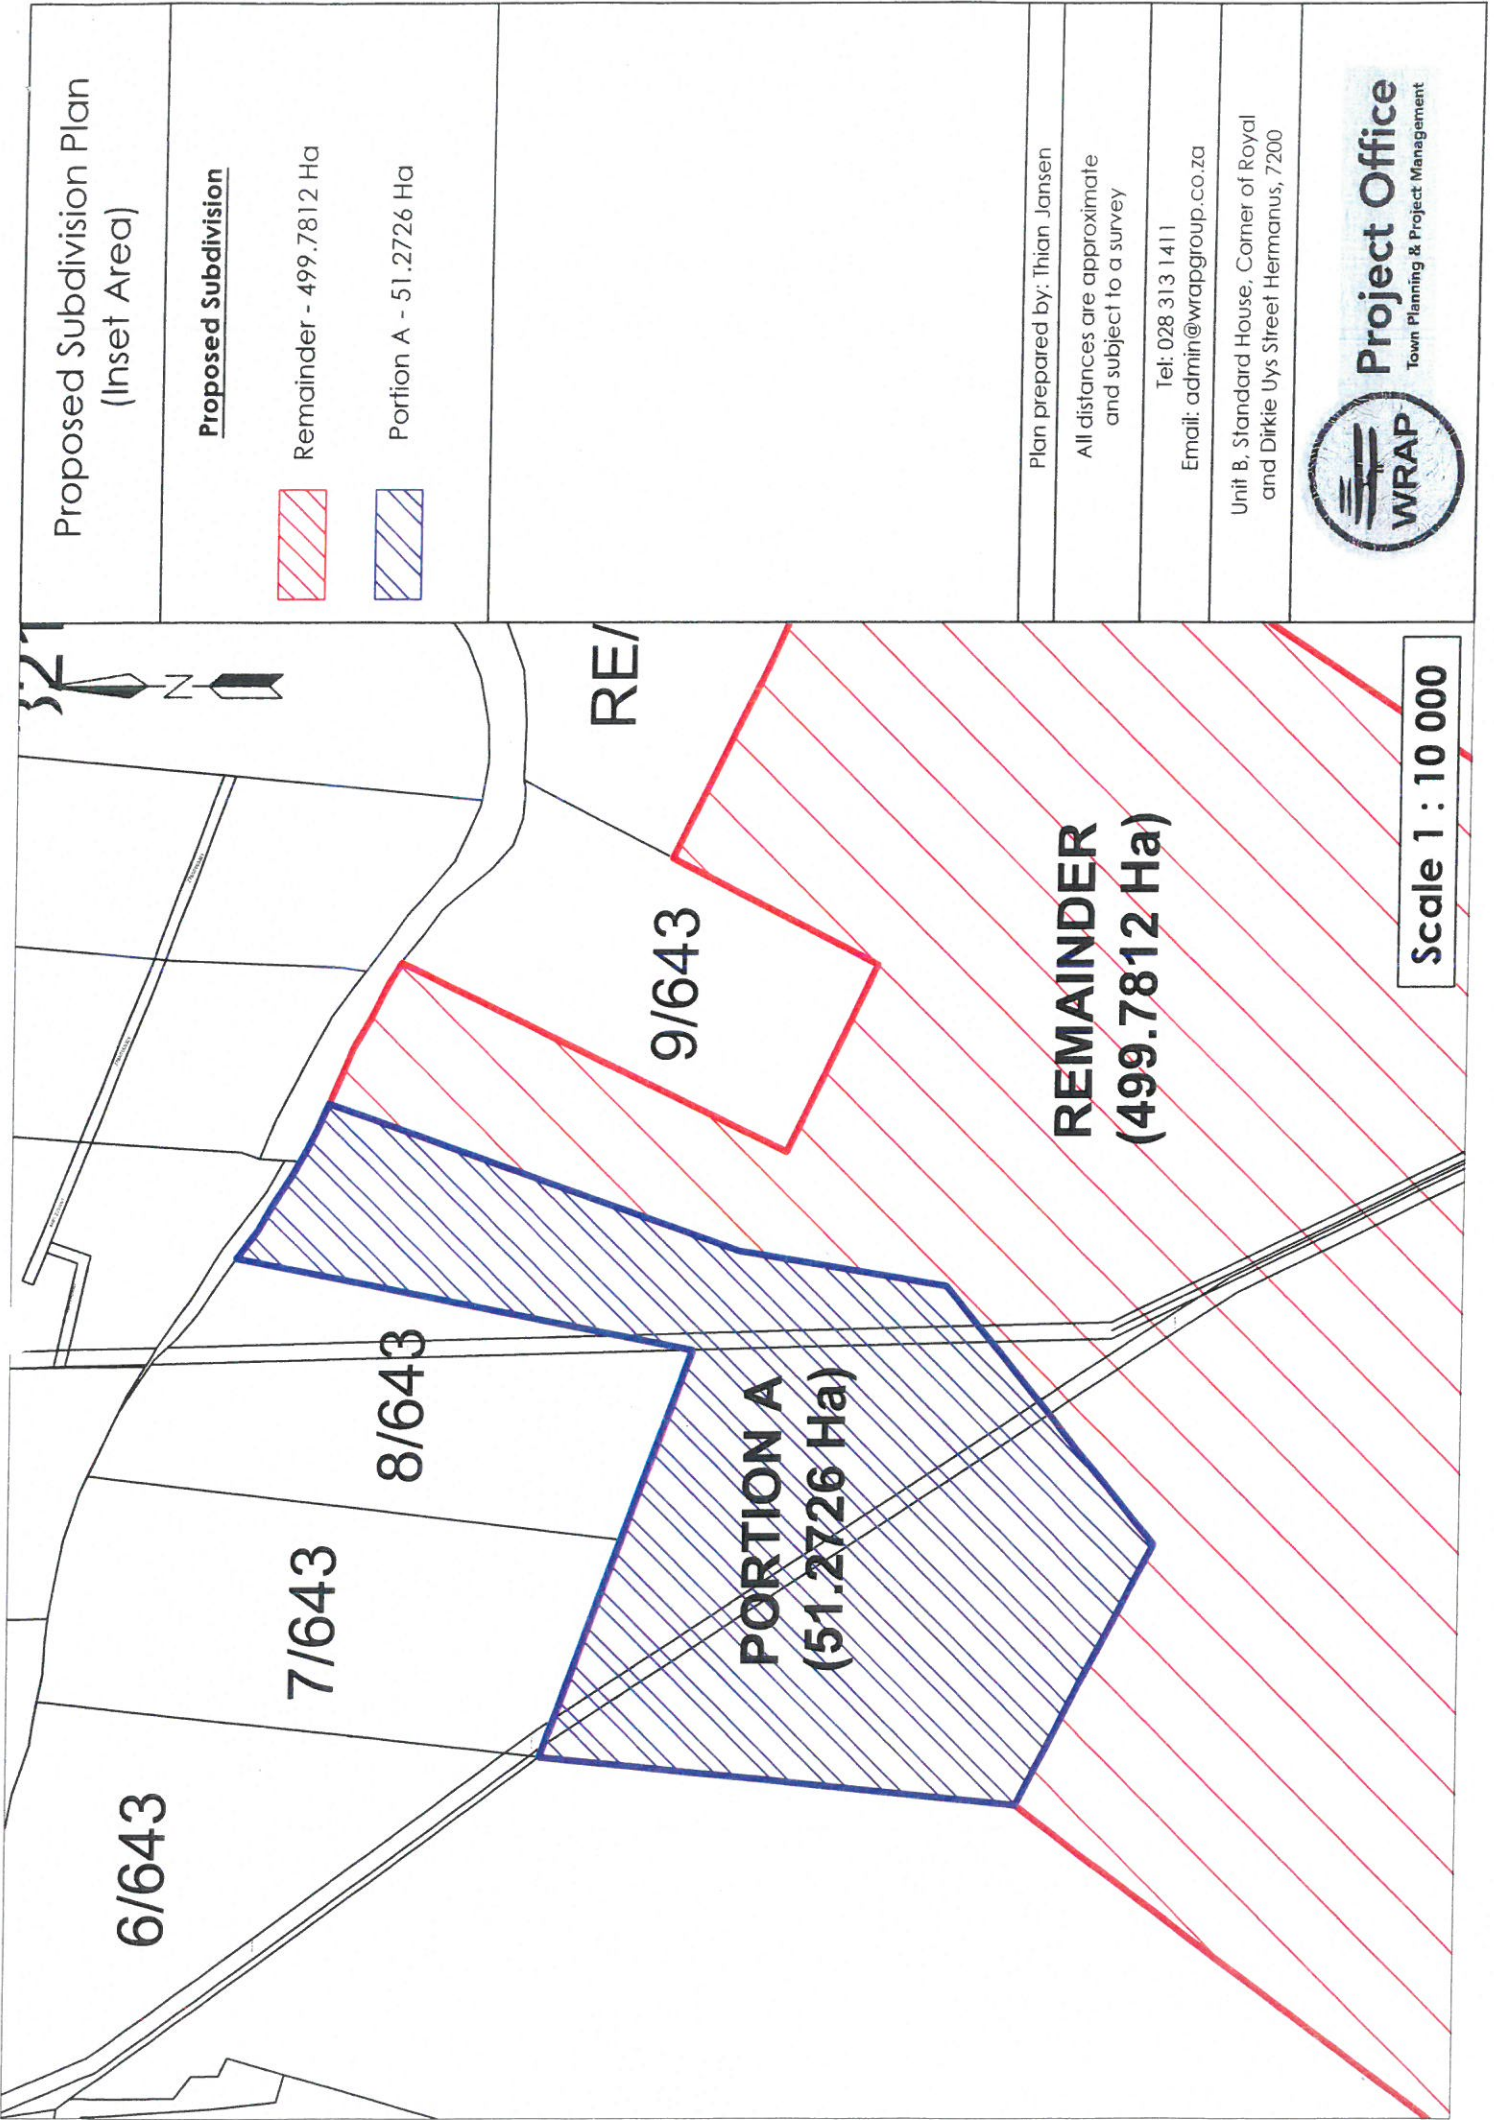 Proposed Subdivision Plan
(Inset Area)
Proposed Subdivision
Remainder - 499.7812 Ha
Portion A - 51.2726 Ha
Plan prepared by: Thian Jansen
All distances are approximate
and subject to a survey
Tel: 028 313 1411
Email: admin@wrapgroup.co.za
Unit B, Standard House, Corner of Royal
and Dirkie Uys Street Hermanus, 7200
WRAP
Project Office
Town Planning & Project Management
N
RE/
6/643
7/643
8/643
9/643
PORTION A
(51.2726 Ha)
REMAINDER
(499.7812 Ha)
Scale 1 : 10 000